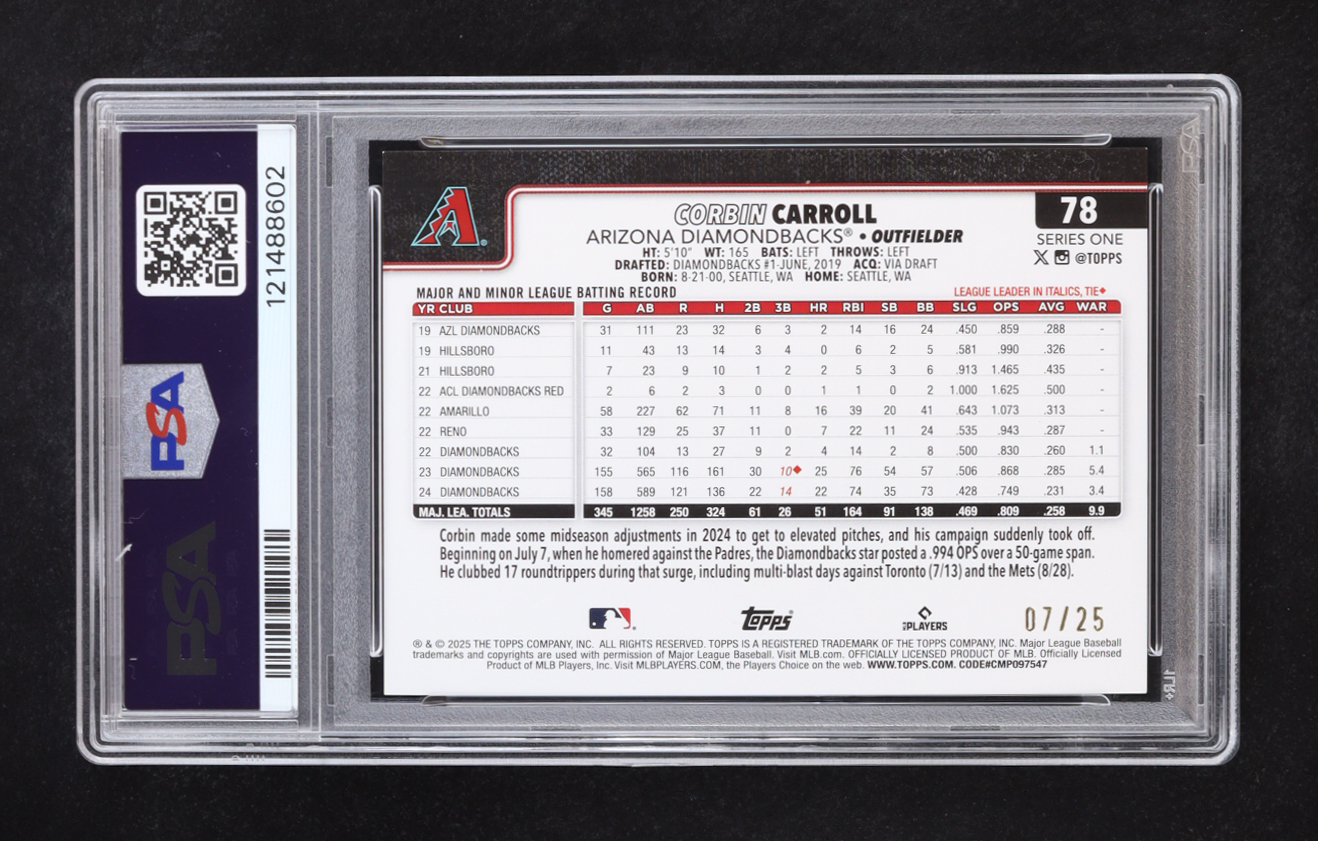 121488602
PSA
PSA
PSA
A
CORBIN CARROLL
78
ARIZONA DIAMONDBACKS® • OUTFIELDER
SERIES ONE
HT: 5'10" WT: 165 BATS: LEFT THROWS: LEFT
X @TOPPS
DRAFTED: DIAMONDBACKS #1-JUNE, 2019 ACQ: VIA DRAFT
BORN: 8-21-00, SEATTLE, WA HOME: SEATTLE, WA
MAJOR AND MINOR LEAGUE BATTING RECORD LEAGUE LEADER IN ITALICS, TIE♦
YR CLUB G AB R H 2B 3B HR RBI SB BB SLG OPS AVG WAR
19 AZL DIAMONDBACKS 31 111 23 32 6 3 2 14 16 24 .450 .859 .288 -
19 HILLSBORO 11 43 13 14 3 4 0 6 2 5 .581 .990 .326 -
21 HILLSBORO 7 23 9 10 1 2 2 5 3 6 .913 1.465 .435 -
22 ACL DIAMONDBACKS RED 2 6 2 3 0 0 1 1 0 2 1.000 1.625 .500 -
22 AMARILLO 58 227 62 71 11 8 16 39 20 41 .643 1.073 .313 -
22 RENO 33 129 25 37 11 0 7 22 11 24 .535 .943 .287 -
22 DIAMONDBACKS 32 104 13 27 9 2 4 14 2 8 .500 .830 .260 1.1
23 DIAMONDBACKS 155 565 116 161 30 10♦ 25 76 54 57 .506 .868 .285 5.4
24 DIAMONDBACKS 158 589 121 136 22 14 22 74 35 73 .428 .749 .231 3.4
MAJ. LEA. TOTALS 345 1258 250 324 61 26 51 164 91 138 .469 .809 .258 9.9
Corbin made some midseason adjustments in 2024 to get to elevated pitches, and his campaign suddenly took off.
Beginning on July 7, when he homered against the Padres, the Diamondbacks star posted a .994 OPS over a 50-game span.
He clubbed 17 roundtrippers during that surge, including multi-blast days against Toronto (7/13) and the Mets (8/28).
topps® PLAYERS 07/25
® & © 2025 THE TOPPS COMPANY, INC. ALL RIGHTS RESERVED. TOPPS IS A REGISTERED TRADEMARK OF THE TOPPS COMPANY, INC. Major League Baseball
trademarks and copyrights are used with permission of Major League Baseball. Visit MLB.com. OFFICIALLY LICENSED PRODUCT OF MLB. Officially Licensed
Product of MLB Players, Inc. Visit MLBPLAYERS.COM, the Players Choice on the web. WWW.TOPPS.COM. CODE#CMP097547